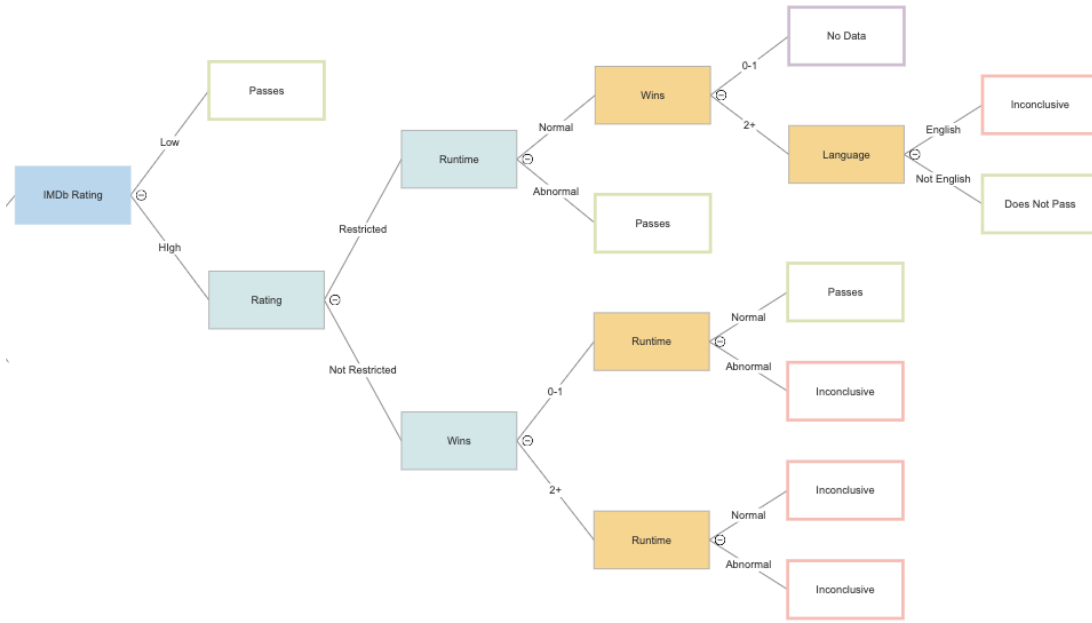 No Data
0-1
Passes
Wins
Inconclusive
Normal
2+
English
Low
Runtime
Language
Abnormal
Not English
IMDb Rating
Does Not Pass
Passes
Restricted
HIgh
Passes
Rating
Normal
Runtime
Not Restricted
Abnormal
0-1
Inconclusive
Wins
2+
Inconclusive
Normal
Runtime
Abnormal
Inconclusive